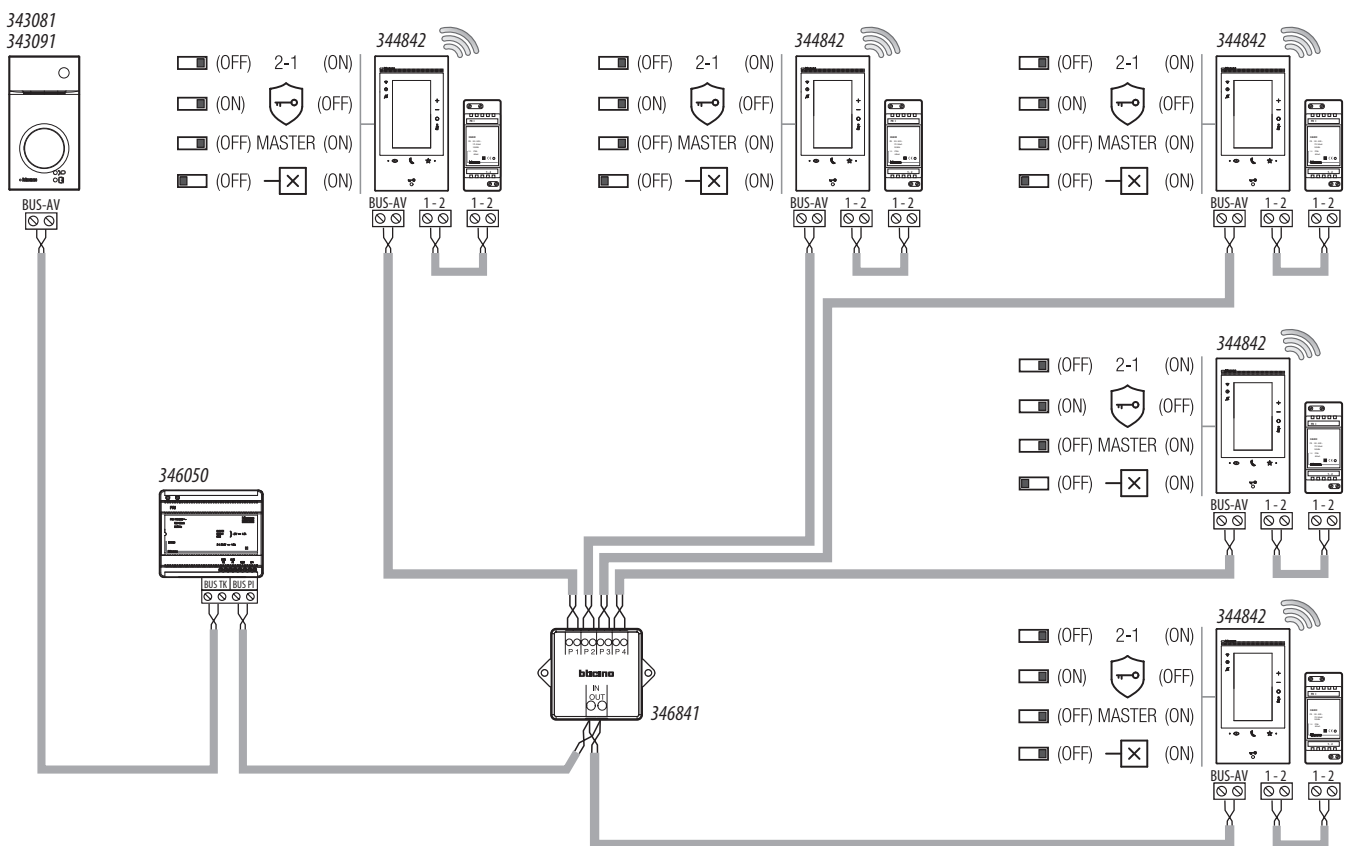 343081
343091
BUS-AV
344842
(OFF) 2-1 (ON)
(ON) (OFF)
(OFF) MASTER (ON)
(OFF) (ON)
BUS-AV 1 - 2 1 - 2
344842
(OFF) 2-1 (ON)
(ON) (OFF)
(OFF) MASTER (ON)
(OFF) (ON)
BUS-AV 1 - 2 1 - 2
344842
(OFF) 2-1 (ON)
(ON) (OFF)
(OFF) MASTER (ON)
(OFF) (ON)
BUS-AV 1 - 2 1 - 2
344842
(OFF) 2-1 (ON)
(ON) (OFF)
(OFF) MASTER (ON)
(OFF) (ON)
BUS-AV 1 - 2 1 - 2
346050
BUS TK BUS PI
P1 P2 P3 P4
bticino
IN
OUT
346841
344842
(OFF) 2-1 (ON)
(ON) (OFF)
(OFF) MASTER (ON)
(OFF) (ON)
BUS-AV 1 - 2 1 - 2